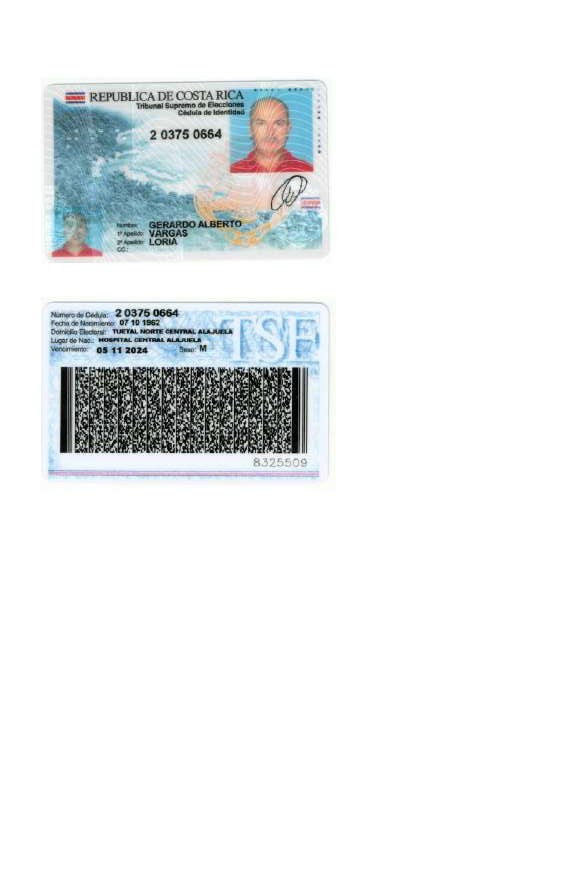 REPUBLICA DE COSTA RICA
Tribunal Supremo de Elecciones
Cédula de Identidad
2 0375 0664
Nombre: GERARDO ALBERTO
1º Apellido: VARGAS
2º Apellido: LORIA
CC.:
Número de Cédula: 2 0375 0664
Fecha de Nacimiento: 07 10 1962
Domicilio Electoral: TUETAL NORTE CENTRAL ALAJUELA
Lugar de Nac.: HOSPITAL CENTRAL ALAJUELA
Vencimiento: 05 11 2024 Sexo: M
TSE
8325509